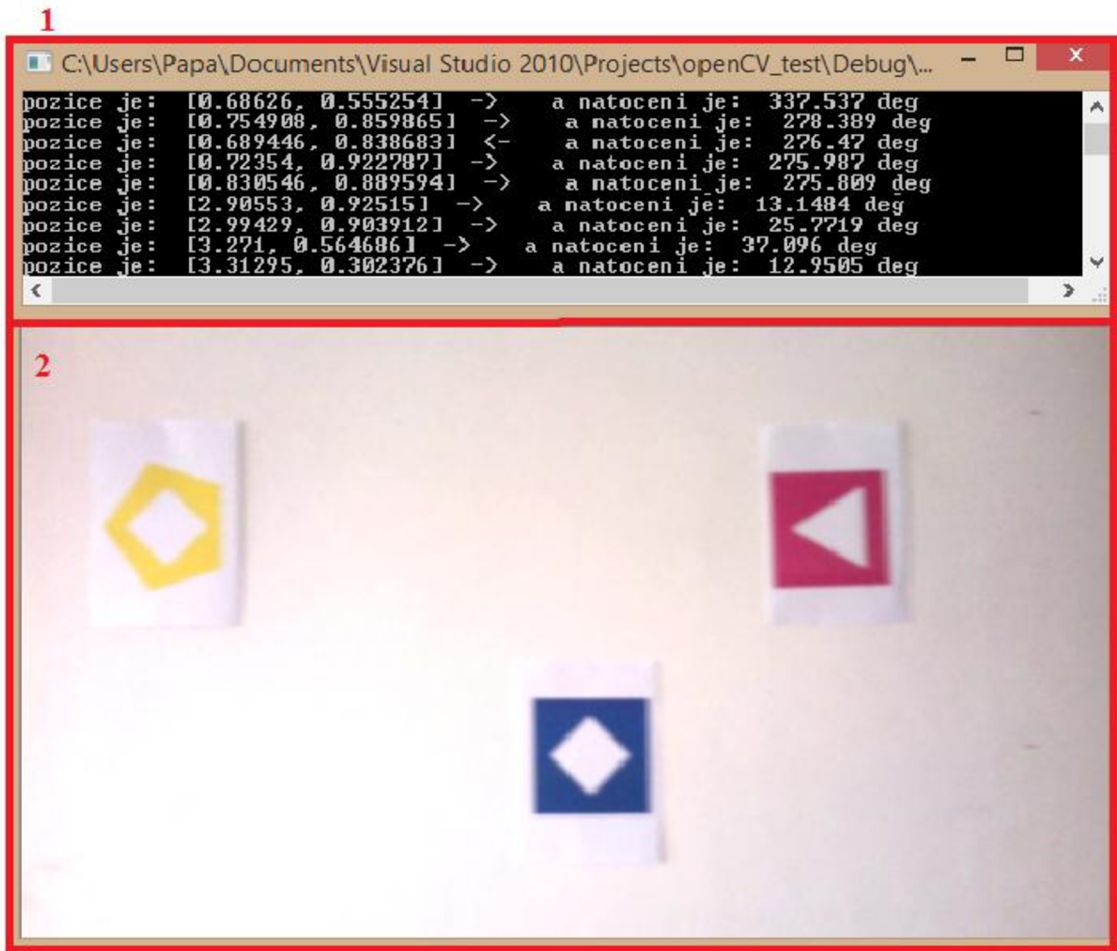 1
C:\Users\Papa\Documents\Visual Studio 2010\Projects\openCV_test\Debug\...
pozice je: [0.68626, 0.555254] -> a natoceni je: 337.537 deg
pozice je: [0.754908, 0.859865] -> a natoceni je: 278.389 deg
pozice je: [0.689446, 0.838683] <- a natoceni je: 276.47 deg
pozice je: [0.72354, 0.922787] -> a natoceni je: 275.987 deg
pozice je: [0.830546, 0.889594] -> a natoceni je: 275.809 deg
pozice je: [2.90553, 0.92515] -> a natoceni je: 13.1484 deg
pozice je: [2.99429, 0.903912] -> a natoceni je: 25.7719 deg
pozice je: [3.271, 0.564686] -> a natoceni je: 37.096 deg
pozice je: [3.31295, 0.302376] -> a natoceni je: 12.9505 deg
2